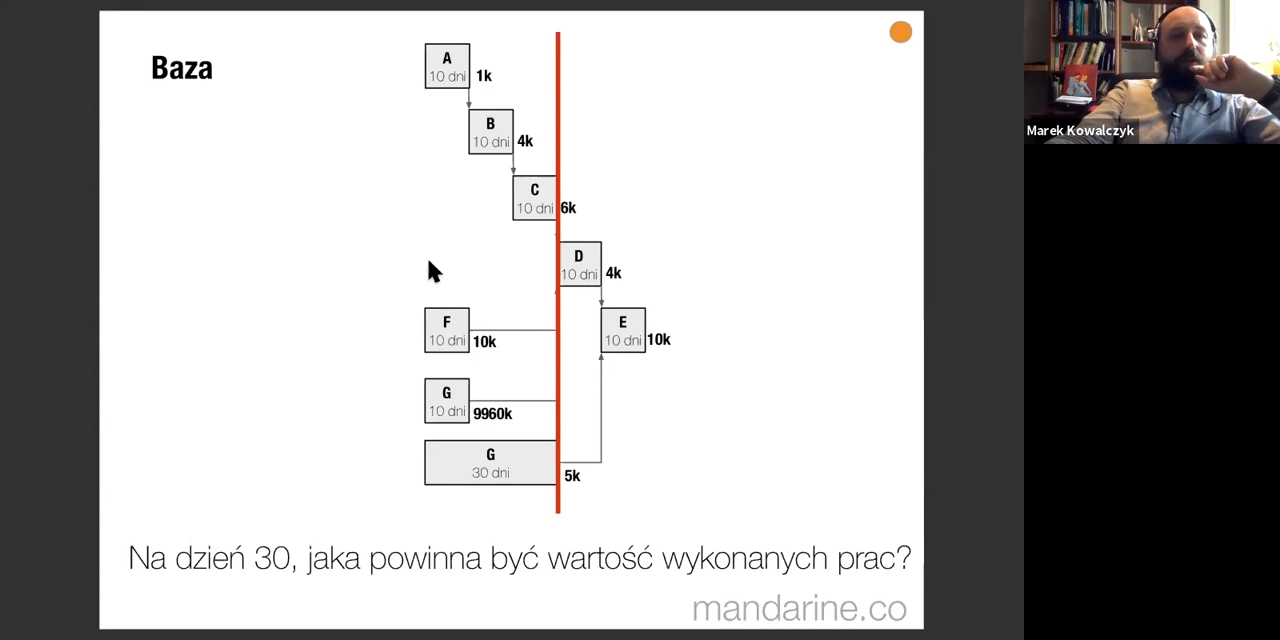 Baza
A
10 dni
1k
B
10 dni
4k
C
10 dni
6k
D
10 dni
4k
F
10 dni
10k
E
10 dni
10k
G
10 dni
9960k
G
30 dni
5k
Na dzień 30, jaka powinna być wartość wykonanych prac?
mandarine.co
Marek Kowalczyk